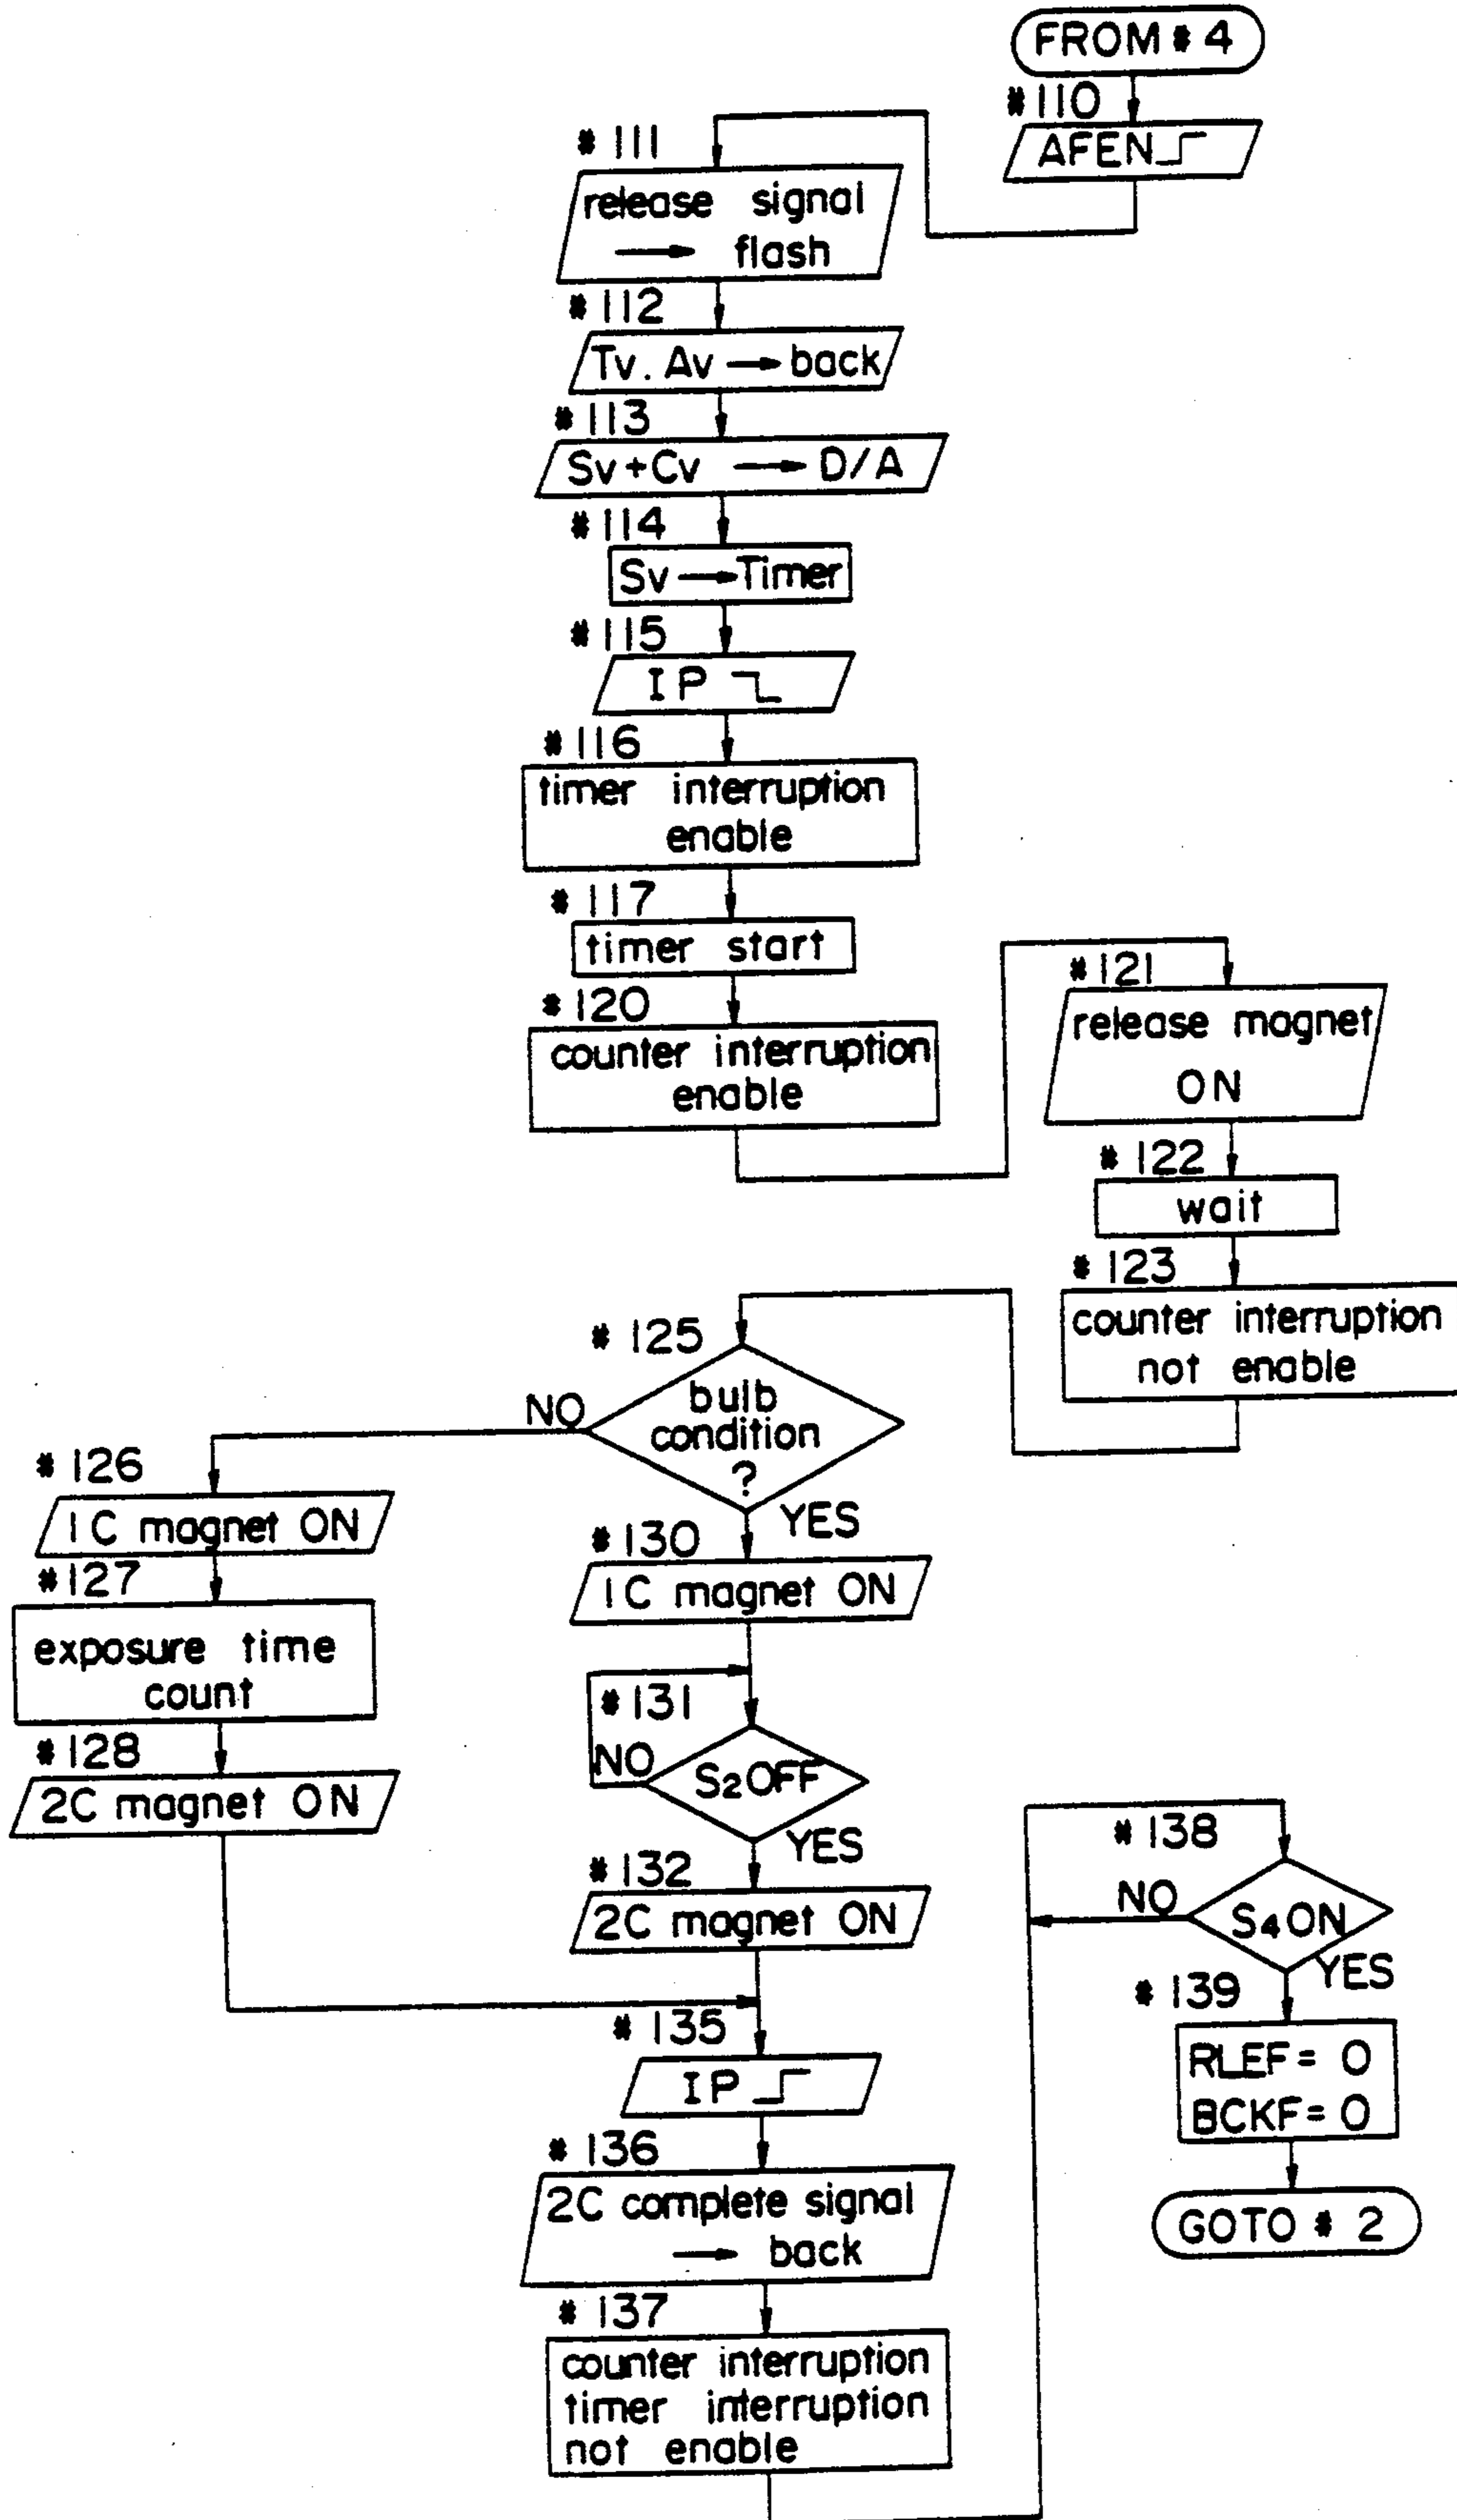 FROM # 4
# 110
AFEN
# 111
release signal
→ flash
# 112
Tv. Av → back
# 113
Sv+Cv → D/A
# 114
Sv → Timer
# 115
IP
# 116
timer interruption
enable
# 117
timer start
# 120
counter interruption
enable
# 121
release magnet
ON
# 122
wait
# 123
counter interruption
not enable
# 125
bulb
condition
?
NO
YES
# 126
1C magnet ON
# 127
exposure time
count
# 128
2C magnet ON
# 130
1C magnet ON
# 131
S2OFF
NO
YES
# 132
2C magnet ON
# 135
IP
# 136
2C complete signal
→ back
# 137
counter interruption
timer interruption
not enable
# 138
S4ON
NO
YES
# 139
RLEF= 0
BCKF= 0
GOTO # 2